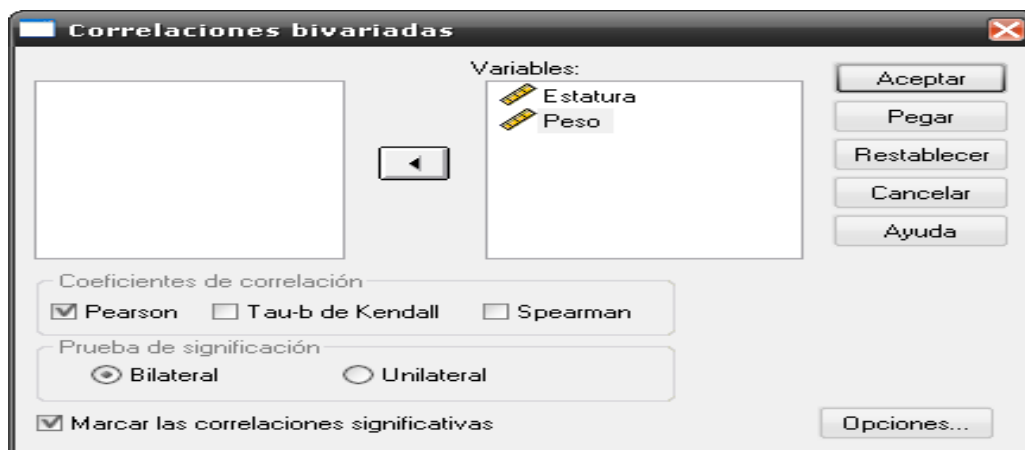 Correlaciones bivariadas
Variables:
Estatura
Peso
Aceptar
Pegar
Restablecer
Cancelar
Ayuda
Coeficientes de correlación
Pearson Tau-b de Kendall Spearman
Prueba de significación
Bilateral Unilateral
Marcar las correlaciones significativas
Opciones...